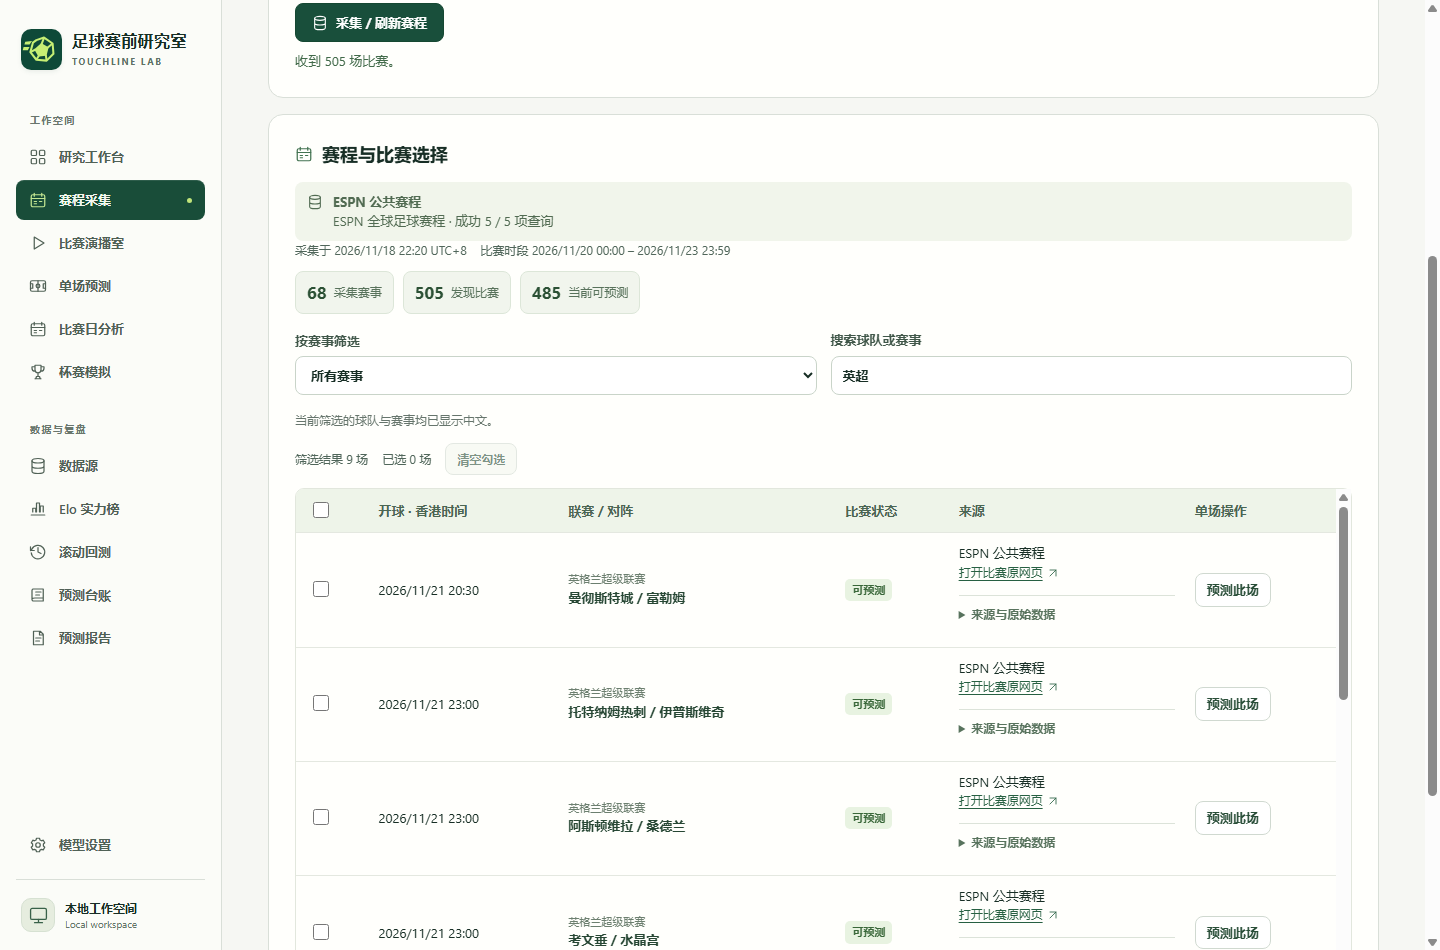 足球赛前研究室
TOUCHLINE LAB
工作空间
研究工作台
赛程采集
比赛演播室
单场预测
比赛日分析
杯赛模拟
数据与复盘
数据源
Elo 实力榜
滚动回测
预测台账
预测报告
模型设置
本地工作空间
Local workspace
采集 / 刷新赛程
收到 505 场比赛。
赛程与比赛选择
ESPN 公共赛程
ESPN 全球足球赛程 · 成功 5 / 5 项查询
采集于 2026/11/18 22:20 UTC+8 比赛时段 2026/11/20 00:00 – 2026/11/23 23:59
68 采集赛事 505 发现比赛 485 当前可预测
按赛事筛选 搜索球队或赛事
所有赛事 英超
当前筛选的球队与赛事均已显示中文。
筛选结果 9 场 已选 0 场 清空勾选
开球 · 香港时间 联赛 / 对阵 比赛状态 来源 单场操作
2026/11/21 20:30
英格兰超级联赛
曼彻斯特城 / 富勒姆
可预测
ESPN 公共赛程
打开比赛原网页
来源与原始数据
预测此场
2026/11/21 23:00
英格兰超级联赛
托特纳姆热刺 / 伊普斯维奇
可预测
ESPN 公共赛程
打开比赛原网页
来源与原始数据
预测此场
2026/11/21 23:00
英格兰超级联赛
阿斯顿维拉 / 桑德兰
可预测
ESPN 公共赛程
打开比赛原网页
来源与原始数据
预测此场
2026/11/21 23:00
英格兰超级联赛
考文垂 / 水晶宫
可预测
ESPN 公共赛程
打开比赛原网页
预测此场